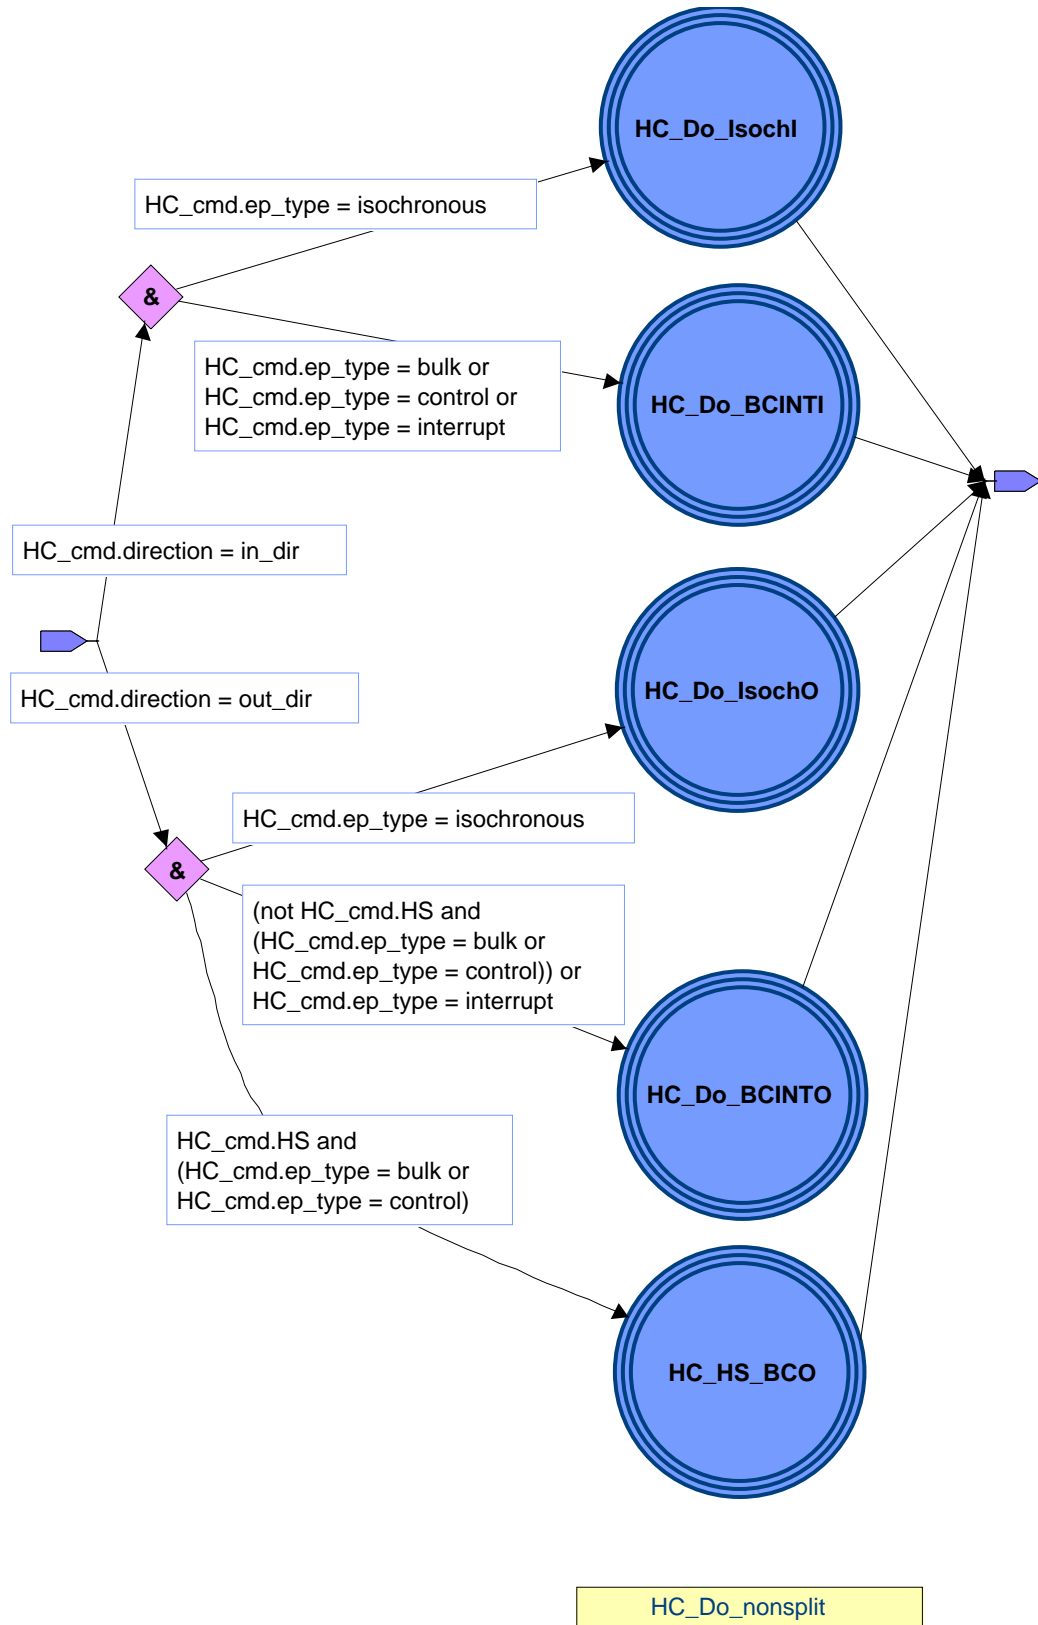 HC_Do_IsochI
HC_cmd.ep_type = isochronous
&
HC_cmd.ep_type = bulk or
HC_cmd.ep_type = control or
HC_cmd.ep_type = interrupt
HC_Do_BCINTI
HC_cmd.direction = in_dir
HC_cmd.direction = out_dir
HC_Do_IsochO
HC_cmd.ep_type = isochronous
&
(not HC_cmd.HS and
(HC_cmd.ep_type = bulk or
HC_cmd.ep_type = control)) or
HC_cmd.ep_type = interrupt
HC_Do_BCINTO
HC_cmd.HS and
(HC_cmd.ep_type = bulk or
HC_cmd.ep_type = control)
HC_HS_BCO
HC_Do_nonsplit